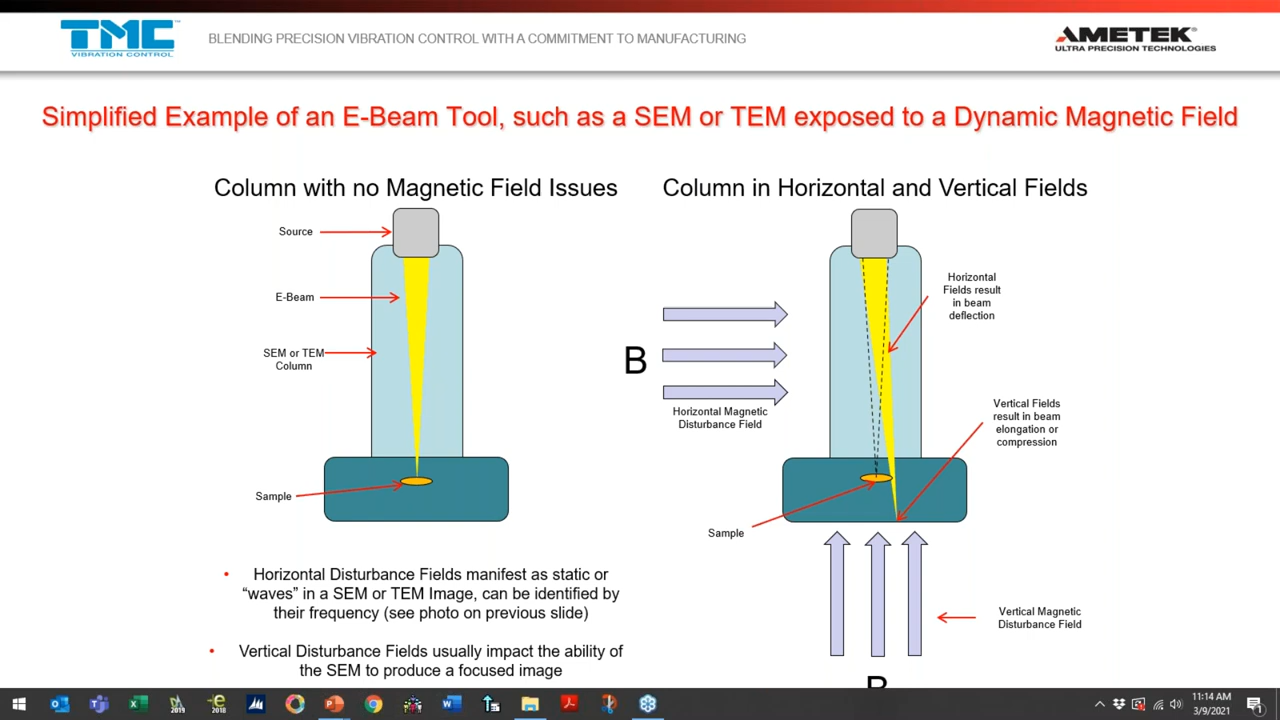 TMC
VIBRATION CONTROL
BLENDING PRECISION VIBRATION CONTROL WITH A COMMITMENT TO MANUFACTURING
AMETEK®
ULTRA PRECISION TECHNOLOGIES
Simplified Example of an E-Beam Tool, such as a SEM or TEM exposed to a Dynamic Magnetic Field
Column with no Magnetic Field Issues
Source
E-Beam
SEM or TEM
Column
Sample
Column in Horizontal and Vertical Fields
Horizontal
Fields result
in beam
deflection
B
Horizontal Magnetic
Disturbance Field
Vertical Fields
result in beam
elongation or
compression
Sample
Vertical Magnetic
Disturbance Field
• Horizontal Disturbance Fields manifest as static or
“waves” in a SEM or TEM Image, can be identified by
their frequency (see photo on previous slide)
• Vertical Disturbance Fields usually impact the ability of
the SEM to produce a focused image
B
2019
2018
11:14 AM
3/9/2021
1